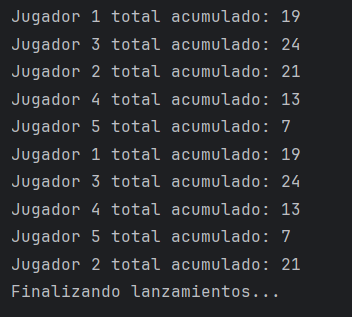 Jugador 1 total acumulado: 19
Jugador 3 total acumulado: 24
Jugador 2 total acumulado: 21
Jugador 4 total acumulado: 13
Jugador 5 total acumulado: 7
Jugador 1 total acumulado: 19
Jugador 3 total acumulado: 24
Jugador 4 total acumulado: 13
Jugador 5 total acumulado: 7
Jugador 2 total acumulado: 21
Finalizando lanzamientos...